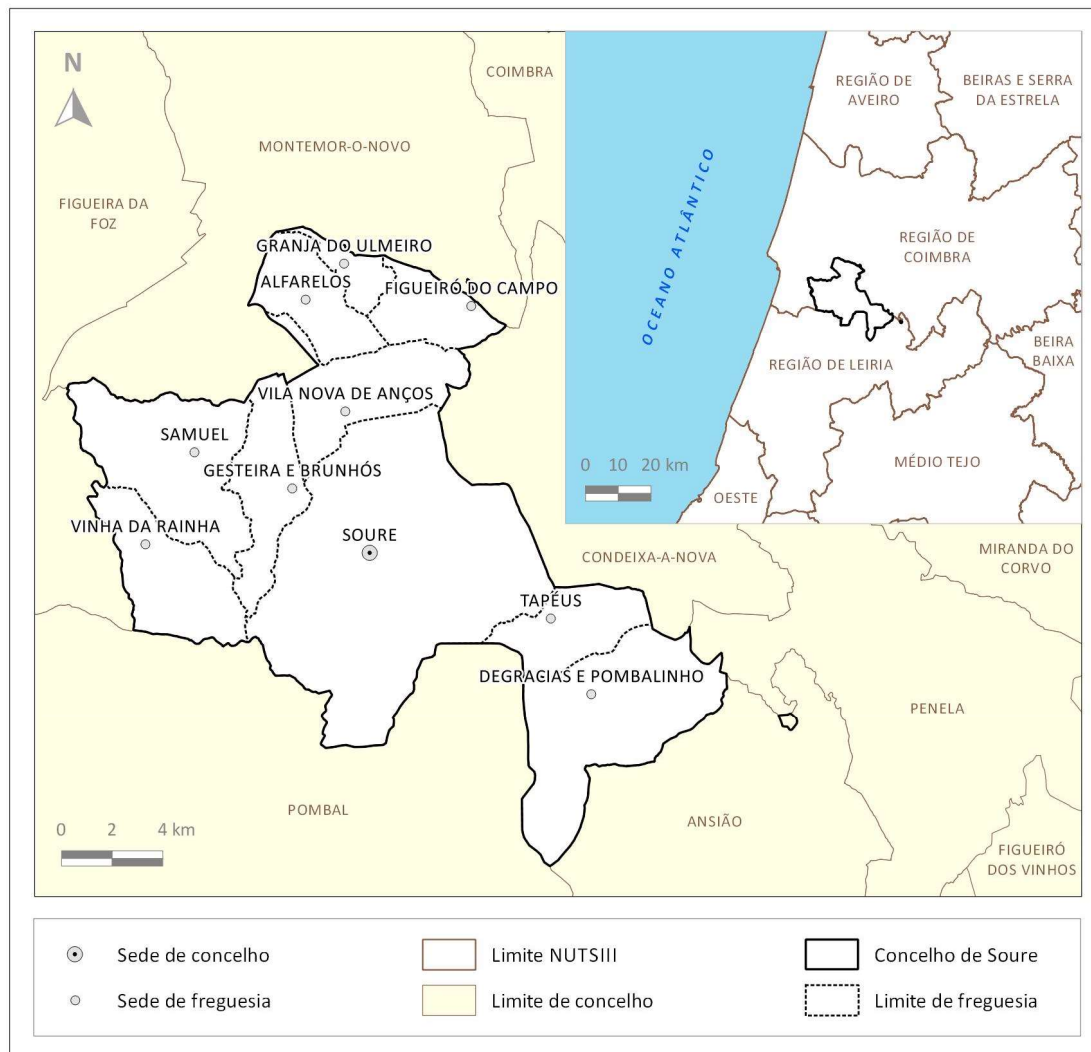 N
COIMBRA
MONTEMOR-O-NOVO
FIGUEIRA DA
FOZ
GRANJA DO ULMEIRO
ALFARELOS
FIGUEIRÓ DO CAMPO
VILA NOVA DE ANÇOS
SAMUEL
GESTEIRA E BRUNHÓS
VINHA DA RAINHA
SOURE
CONDEIXA-A-NOVA
MIRANDA DO
CORVO
TAPÉUS
DEGRACIAS E POMBALINHO
PENELA
POMBAL
ANSIÃO
FIGUEIRÓ
DOS VINHOS
0 2 4 km
REGIÃO DE
AVEIRO
BEIRAS E SERRA
DA ESTRELA
OCEANO ATLÂNTICO
REGIÃO DE
COIMBRA
REGIÃO DE LEIRIA
BEIRA
BAIXA
MÉDIO TEJO
OESTE
0 10 20 km
Sede de concelho
Limite NUTSIII
Concelho de Soure
Sede de freguesia
Limite de concelho
Limite de freguesia